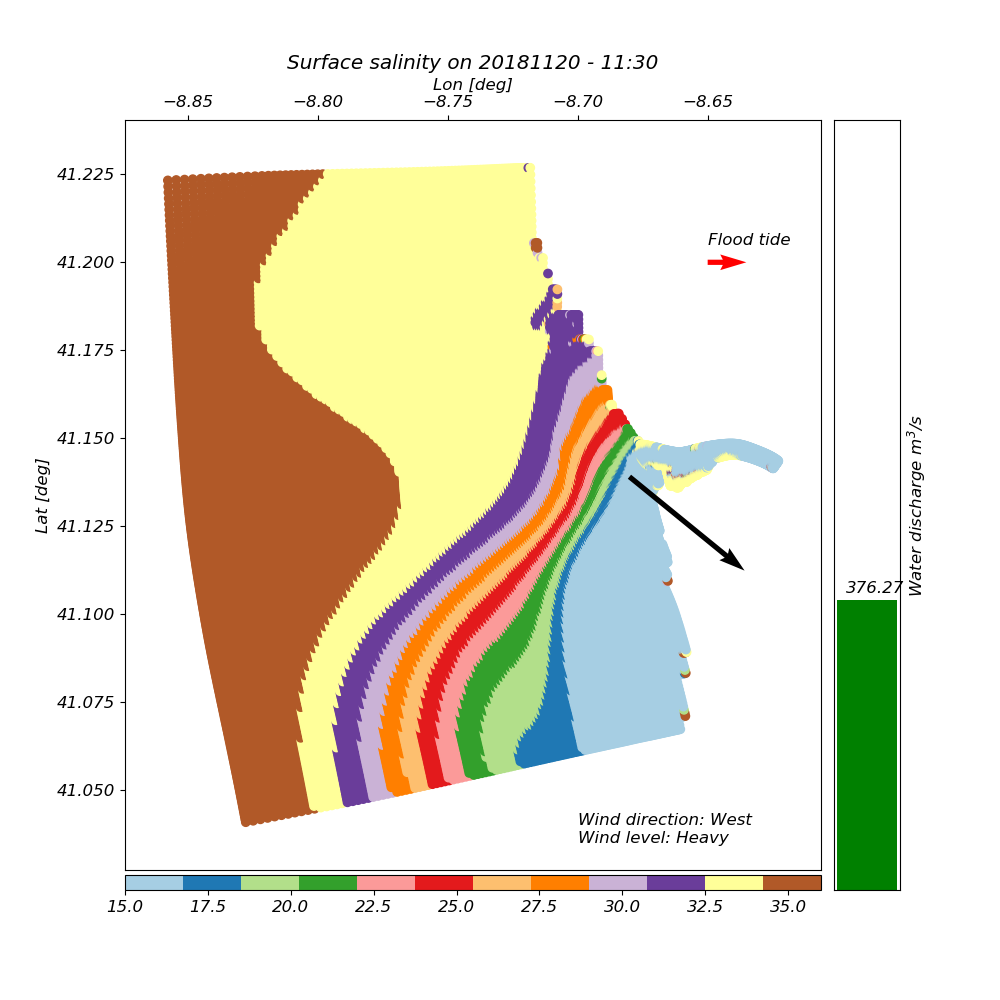 Surface salinity on 20181120 - 11:30
Lon [deg]
−8.85 −8.80 −8.75 −8.70 −8.65
41.225
41.200
41.175
41.150
41.125
41.100
41.075
41.050
Lat [deg]
Flood tide
Wind direction: West
Wind level: Heavy
376.27
Water discharge m³/s
15.0 17.5 20.0 22.5 25.0 27.5 30.0 32.5 35.0